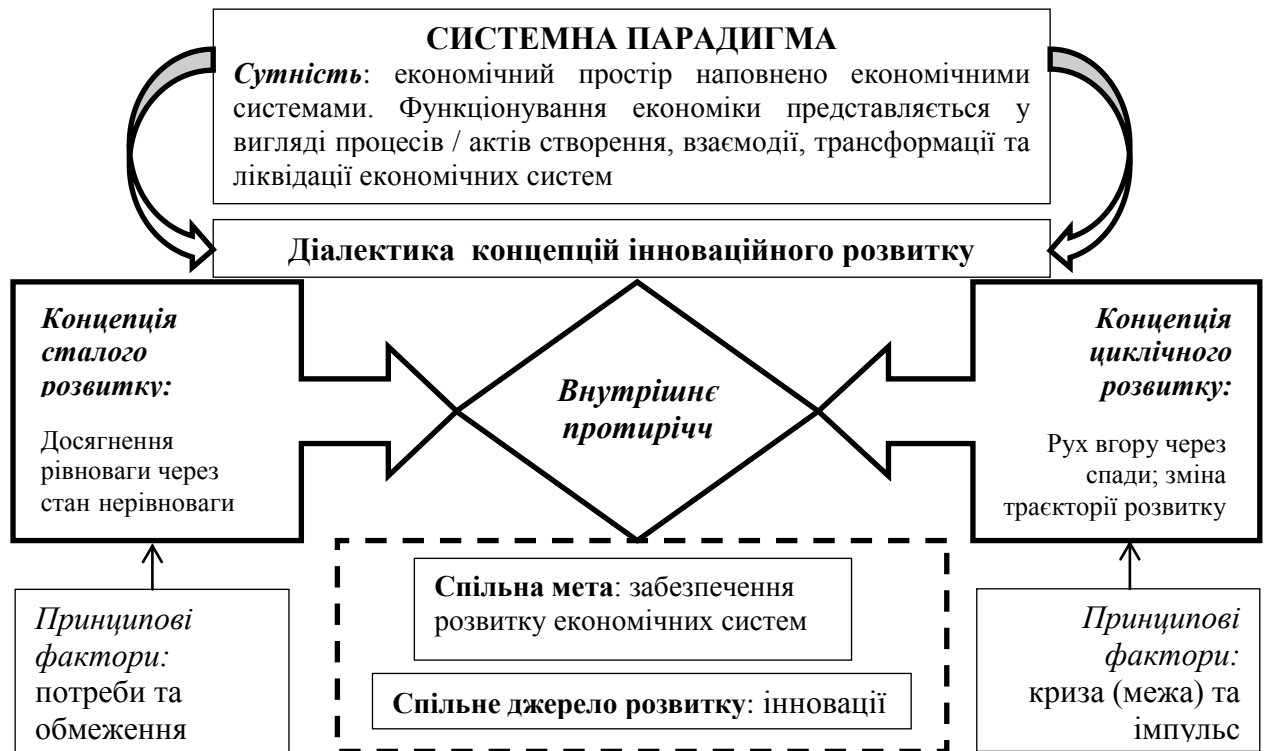 СИСТЕМНА ПАРАДИГМА
Сутність: економічний простір наповнено економічними
системами. Функціонування економіки представляється у
вигляді процесів / актів створення, взаємодії, трансформації та
ліквідації економічних систем
Діалектика концепцій інноваційного розвитку
Концепція
сталого
розвитку:
Досягнення
рівноваги через
стан нерівноваги
Внутрішнє
протирічч
Концепція
циклічного
розвитку:
Рух вгору через
спади; зміна
траєкторії розвитку
Принципові
фактори:
потреби та
обмеження
Спільна мета: забезпечення
розвитку економічних систем
Спільне джерело розвитку: інновації
Принципові
фактори:
криза (межа) та
імпульс